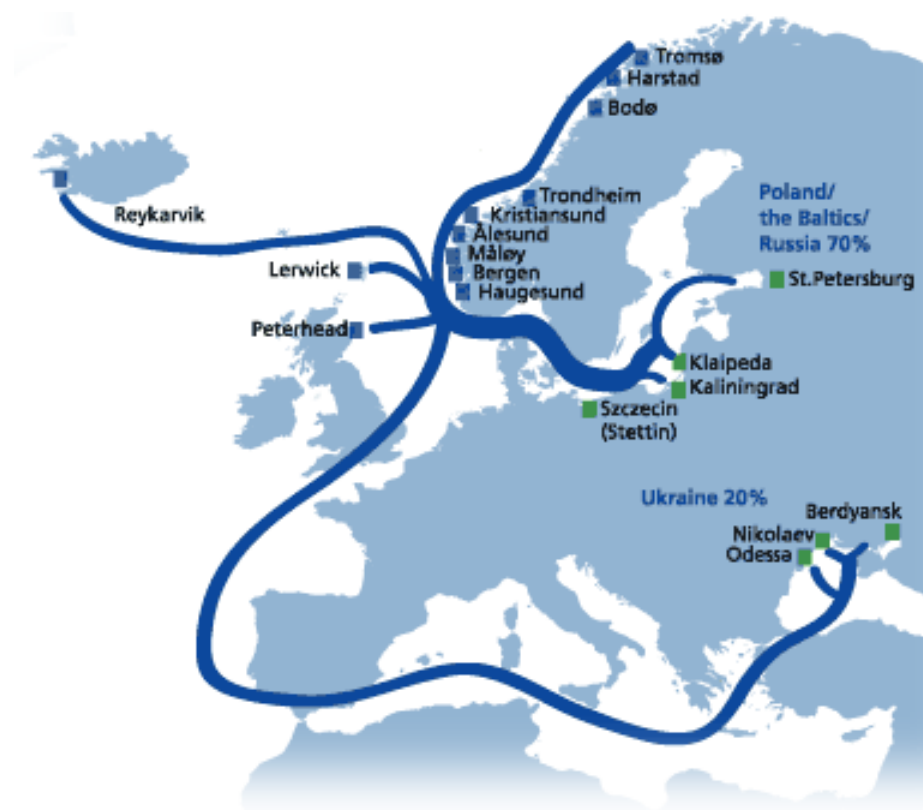 Tromsø
Harstad
Bodø
Trondheim
Kristiansund
Ålesund
Måløy
Bergen
Haugesund
Reykarvik
Lerwick
Peterhead
Poland/
the Baltics/
Russia 70%
St.Petersburg
Klaipeda
Kaliningrad
Szczecin
(Stettin)
Ukraine 20%
Berdyansk
Nikolaev
Odessa